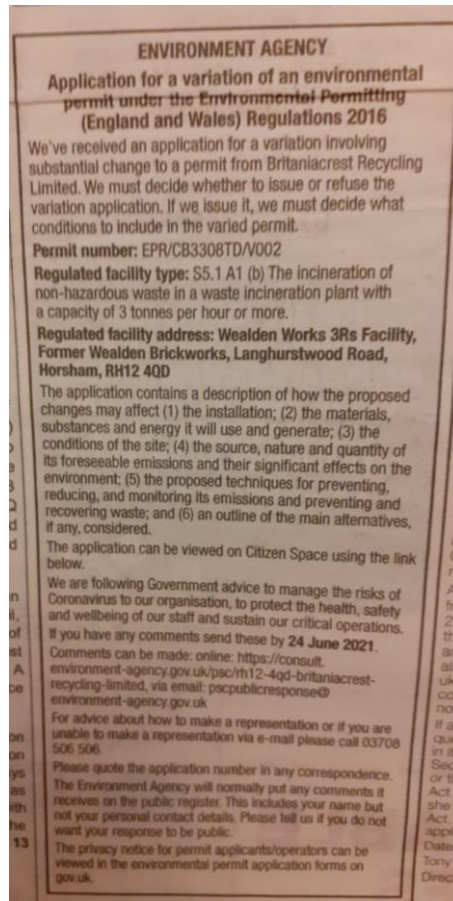 ENVIRONMENT AGENCY
Application for a variation of an environmental
permit under the Environmental Permitting
(England and Wales) Regulations 2016
We've received an application for a variation involving
substantial change to a permit from Britaniacrest Recycling
Limited. We must decide whether to issue or refuse the
variation application. If we issue it, we must decide what
conditions to include in the varied permit.
Permit number: EPR/CB3308TD/V002
Regulated facility type: S5.1 A1 (b) The incineration of
non-hazardous waste in a waste incineration plant with
a capacity of 3 tonnes per hour or more.
Regulated facility address: Wealden Works 3Rs Facility,
Former Wealden Brickworks, Langhurstwood Road,
Horsham, RH12 4QD
The application contains a description of how the proposed
changes may affect (1) the installation; (2) the materials,
substances and energy it will use and generate; (3) the
conditions of the site; (4) the source, nature and quantity of
its foreseeable emissions and their significant effects on the
environment; (5) the proposed techniques for preventing,
reducing, and monitoring its emissions and preventing and
recovering waste; and (6) an outline of the main alternatives,
if any, considered.
The application can be viewed on Citizen Space using the link
below.
We are following Government advice to manage the risks of
Coronavirus to our organisation, to protect the health, safety
and wellbeing of our staff and sustain our critical operations.
If you have any comments send these by 24 June 2021.
Comments can be made: online: https://consult.
environment-agency.gov.uk/psc/rh12-4qd-britaniacrest-
recycling-limited, via email: pscpublicresponse@
environment-agency.gov.uk
For advice about how to make a representation or if you are
unable to make a representation via e-mail please call 03708
506 506.
Please quote the application number in any correspondence.
The Environment Agency will normally put any comments it
receives on the public register. This includes your name but
not your personal contact details. Please tell us if you do not
want your response to be public.
The privacy notice for permit applicants/operators can be
viewed in the environmental permit application forms on
gov.uk.
13
Date
Tony
Direc